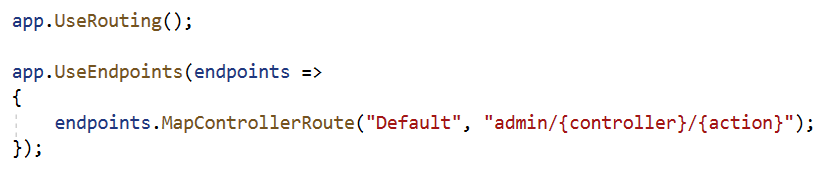 app.UseRouting();
app.UseEndpoints(endpoints =>
{
    endpoints.MapControllerRoute("Default", "admin/{controller}/{action}");
});